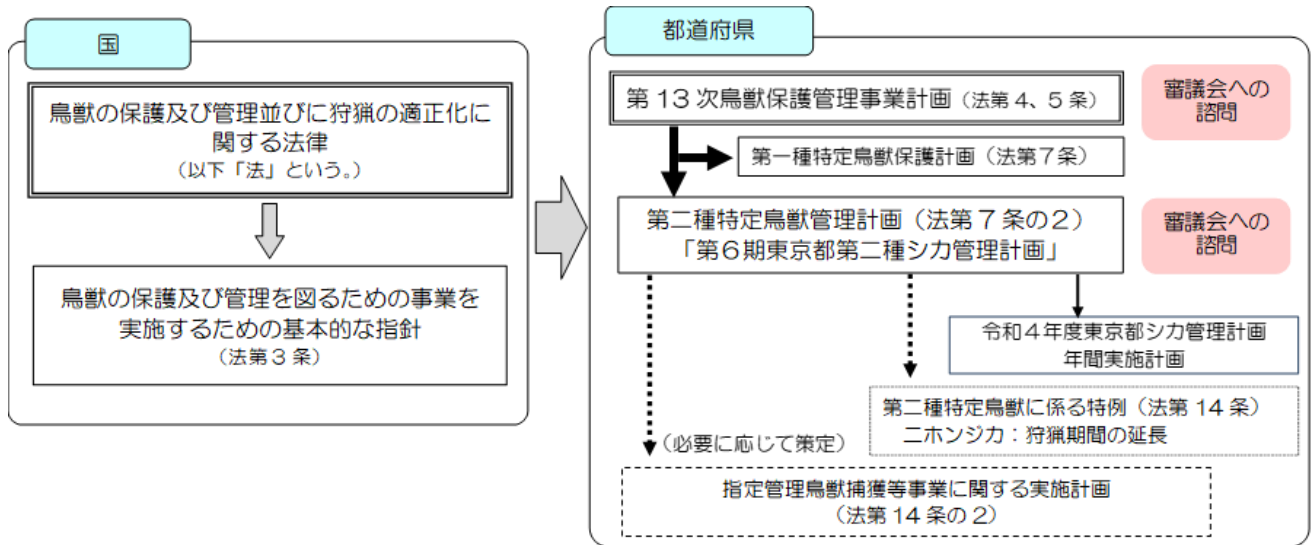 国
鳥獣の保護及び管理並びに狩猟の適正化に
関する法律
（以下「法」という。）
鳥獣の保護及び管理を図るための事業を
実施するための基本的な指針
（法第３条）
都道府県
第 13 次鳥獣保護管理事業計画（法第４、５条）
審議会への
諮問
第一種特定鳥獣保護計画（法第７条）
第二種特定鳥獣管理計画（法第７条の２）
「第６期東京都第二種シカ管理計画」
審議会への
諮問
令和４年度東京都シカ管理計画
年間実施計画
第二種特定鳥獣に係る特例（法第 14 条）
ニホンジカ：狩猟期間の延長
（必要に応じて策定）
指定管理鳥獣捕獲等事業に関する実施計画
（法第 14 条の２）